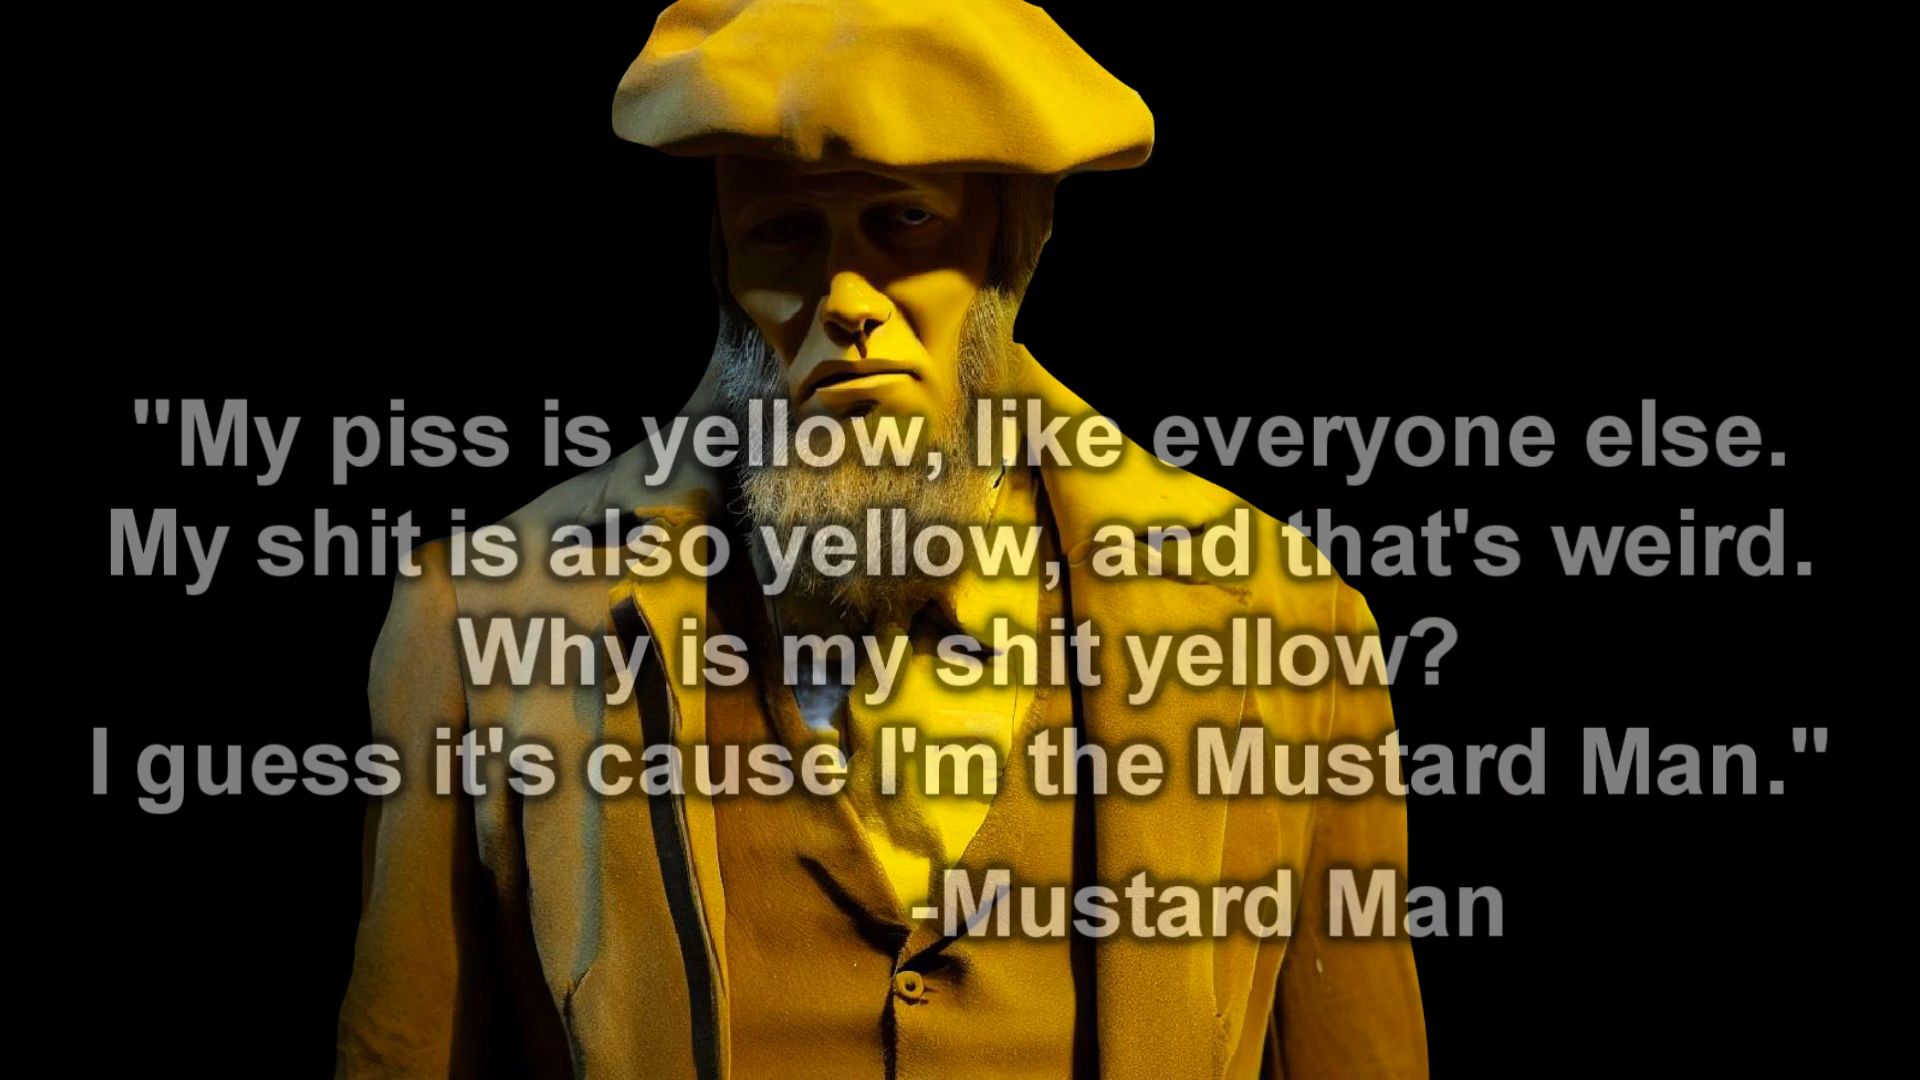 "My piss is yellow, like everyone else.
My shit is also yellow, and that's weird.
Why is my shit yellow?
I guess it's cause I'm the Mustard Man."
-Mustard Man